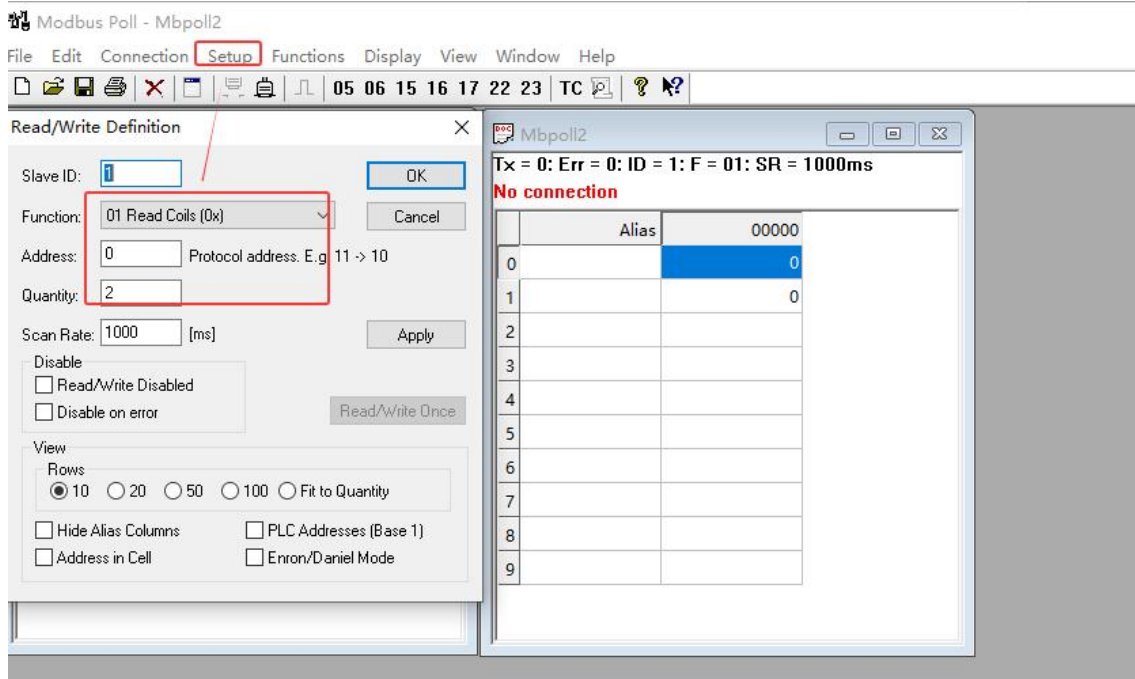 Modbus Poll - Mbpoll2
File Edit Connection Setup Functions Display View Window Help
05 06 15 16 17 22 23 TC
Read/Write Definition
Slave ID: 1 OK
Function: 01 Read Coils (0x) Cancel
Address: 0 Protocol address. E.g. 11 -> 10
Quantity: 2
Scan Rate: 1000 [ms] Apply
Disable
Read/Write Disabled
Disable on error Read/Write Once
View
Rows
10 20 50 100 Fit to Quantity
Hide Alias Columns PLC Addresses (Base 1)
Address in Cell Enron/Daniel Mode
Mbpoll2
Tx = 0: Err = 0: ID = 1: F = 01: SR = 1000ms
No connection
Alias 00000
0 0
1 0
2
3
4
5
6
7
8
9